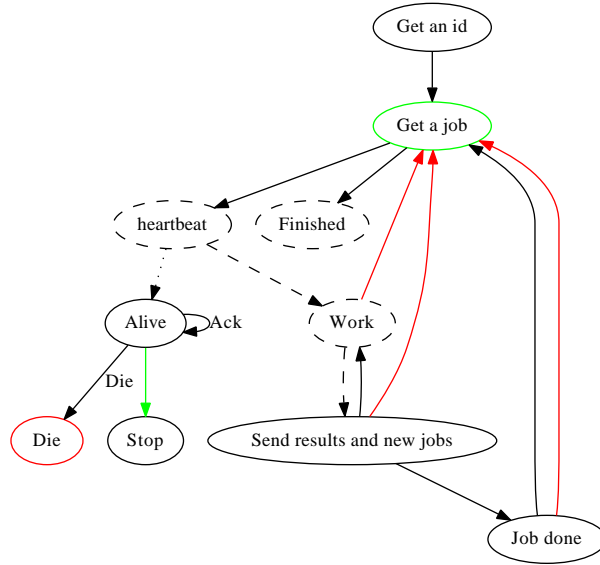 Get an id
Get a job
heartbeat
Finished
Alive
Ack
Work
Die
Die
Stop
Send results and new jobs
Job done